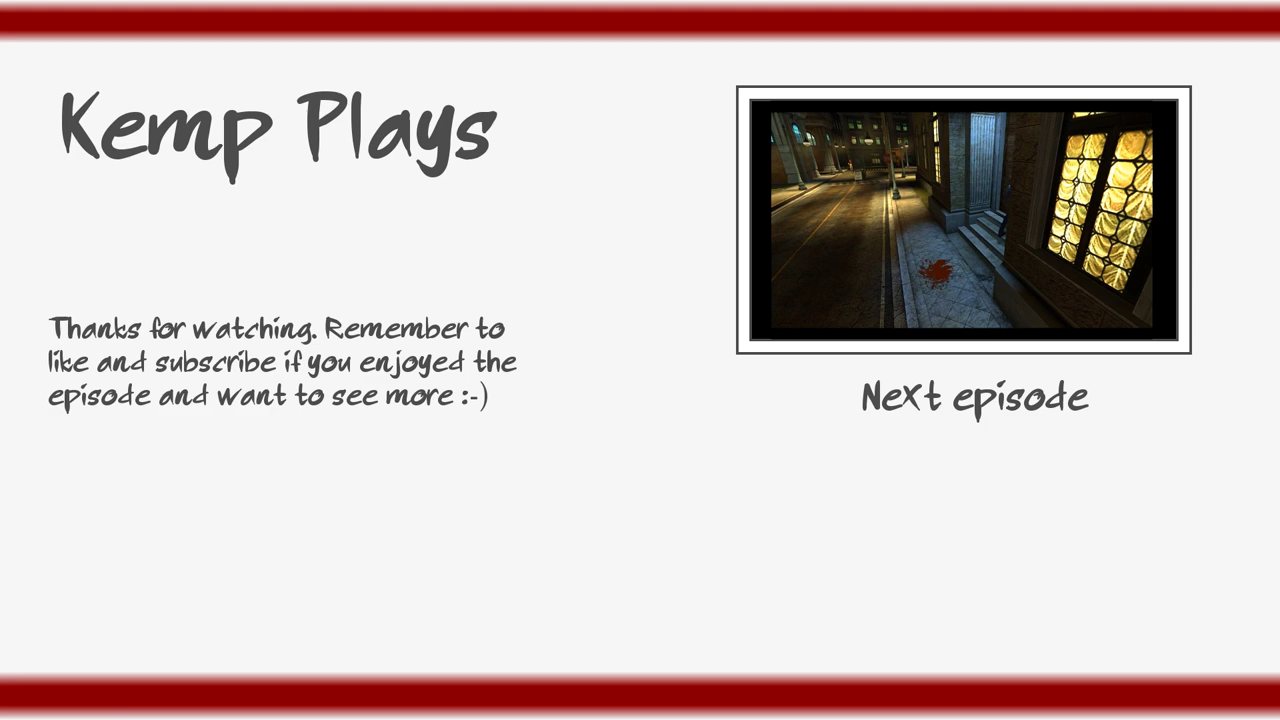 Kemp Plays
Thanks for watching. Remember to
like and subscribe if you enjoyed the
episode and want to see more :-)
Next episode